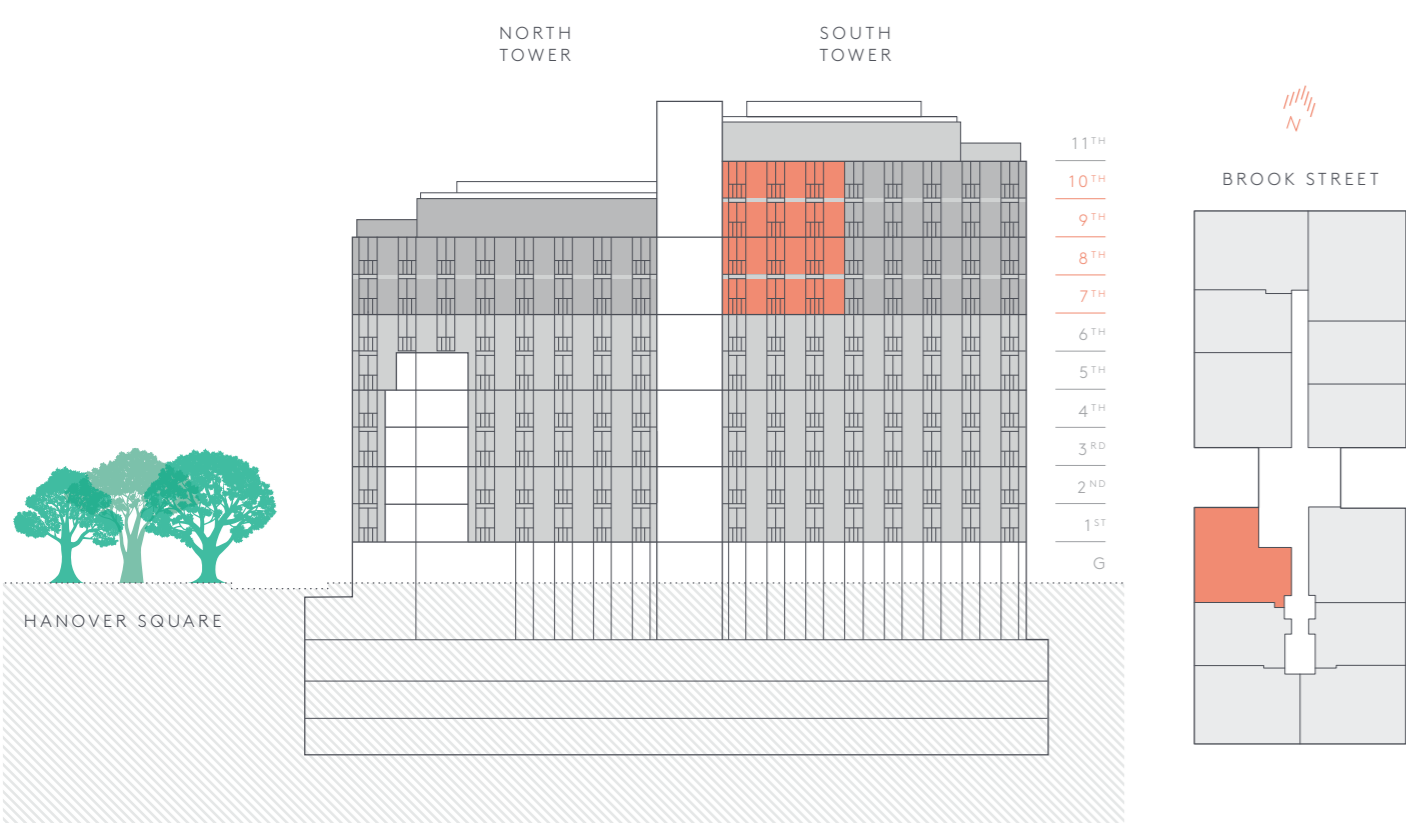 NORTH
TOWER
SOUTH
TOWER
N
BROOK STREET
11TH
10TH
9TH
8TH
7TH
6TH
5TH
4TH
3RD
2ND
1ST
G
HANOVER SQUARE